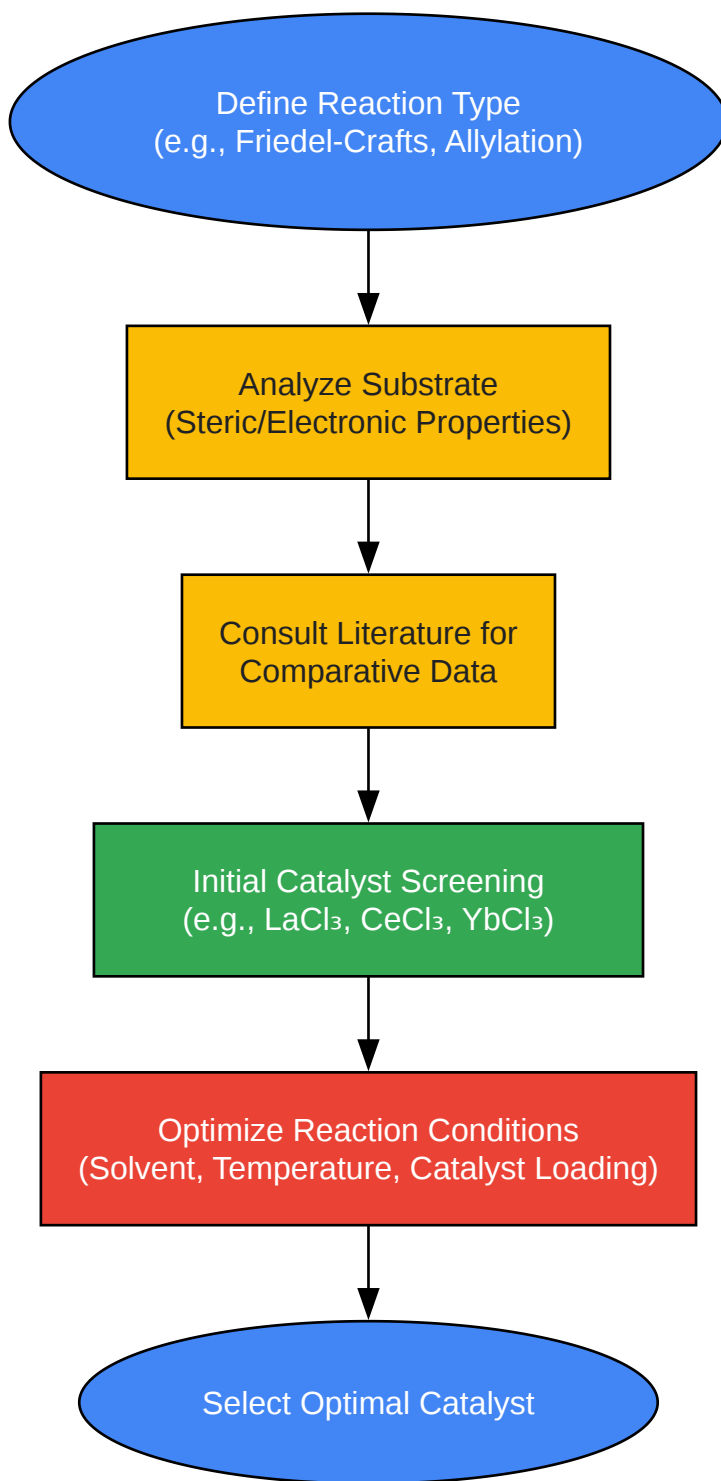 Define Reaction Type
(e.g., Friedel-Crafts, Allylation)
Analyze Substrate
(Steric/Electronic Properties)
Consult Literature for
Comparative Data
Initial Catalyst Screening
(e.g., LaCl₃, CeCl₃, YbCl₃)
Optimize Reaction Conditions
(Solvent, Temperature, Catalyst Loading)
Select Optimal Catalyst